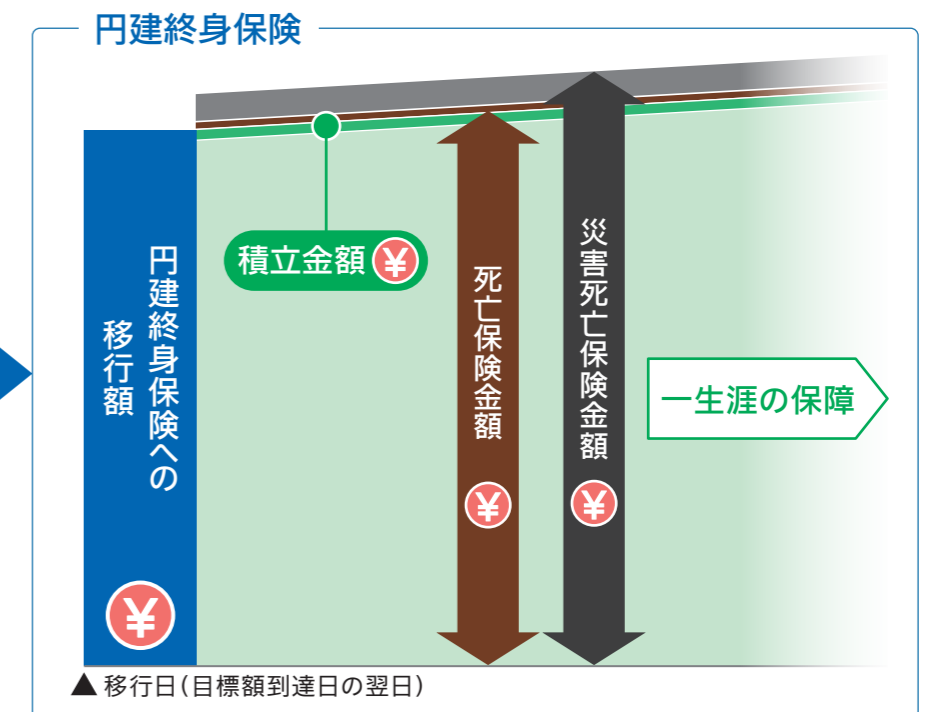 円建終身保険
積立金額 ¥
円建終身保険への
移行額
¥
死亡保険金額
¥
災害死亡保険金額
¥
一生涯の保障
▲ 移行日(目標額到達日の翌日)